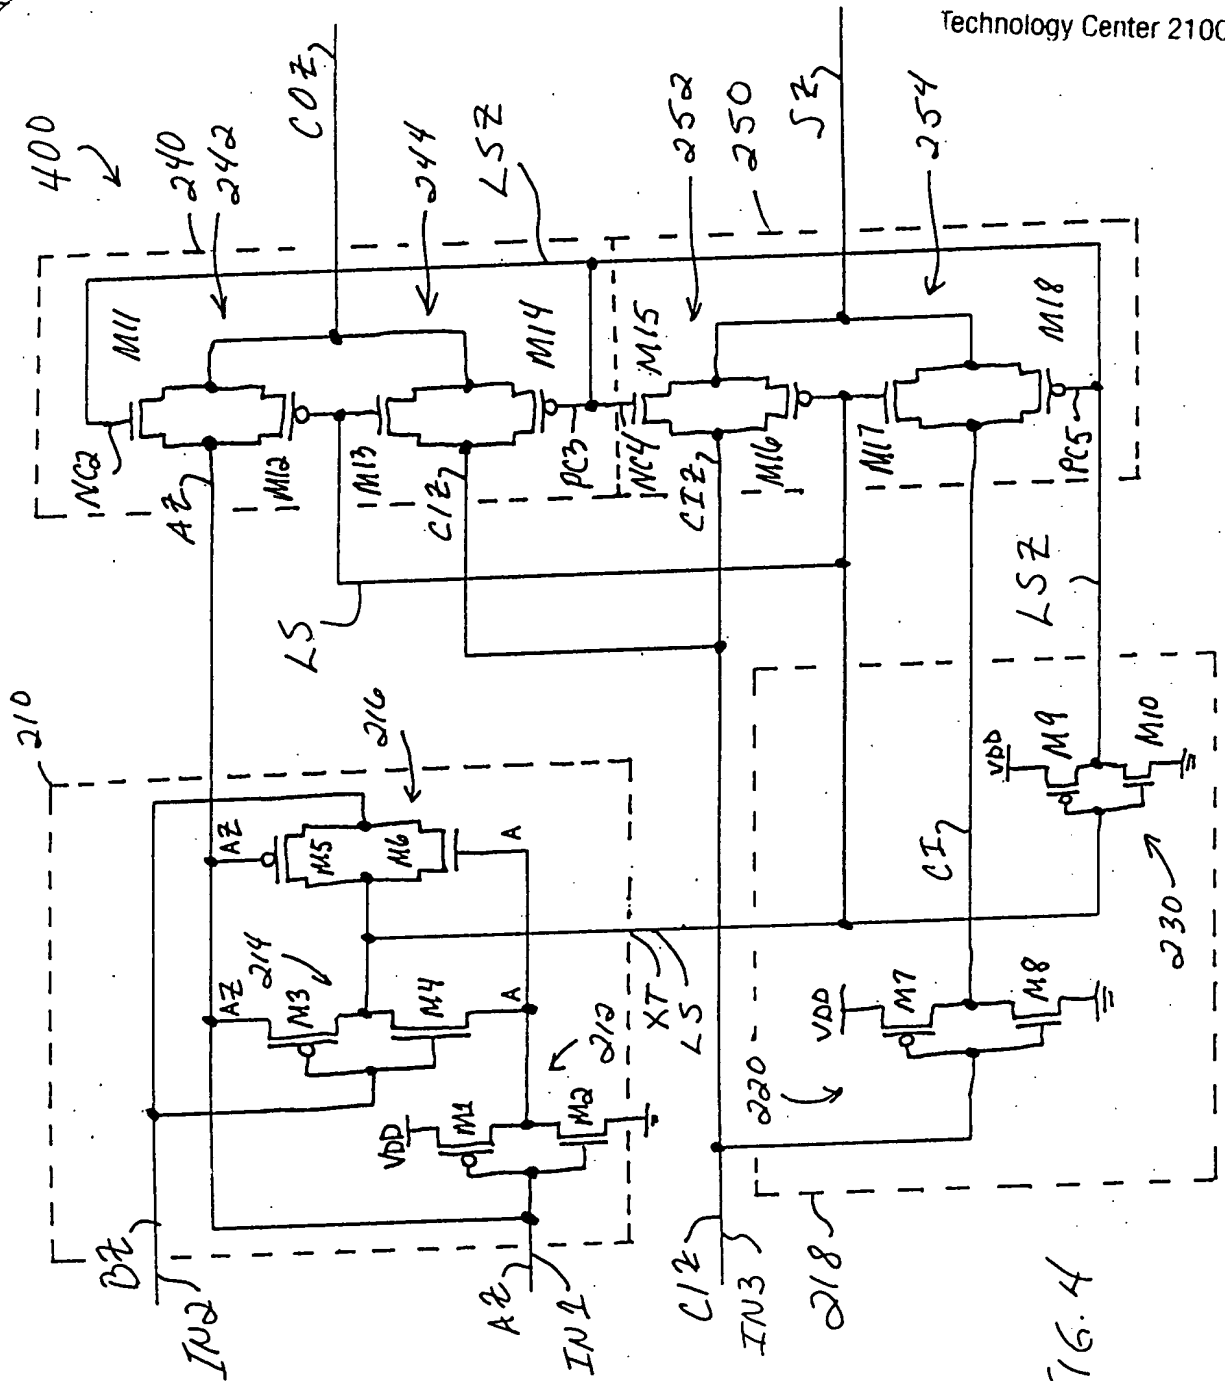 Technology Center 2100
400
240
242
COZ
244
LSZ
252
250
SZ
254
M11
NC2
AZ
M12
M13
CIZ
M14
PC3
M15
NC4
CIZ
M16
M17
M18
PC5
LS
LSZ
210
216
AZ
M5
M6
A
AZ
214
M3
M4
A
212
VDD
M1
M2
XT
LS
BZ
IN2
AZ
IN1
CIZ
IN3
218
220
VDD
M7
M8
CI
VDD
M9
M10
230
FIG. 4